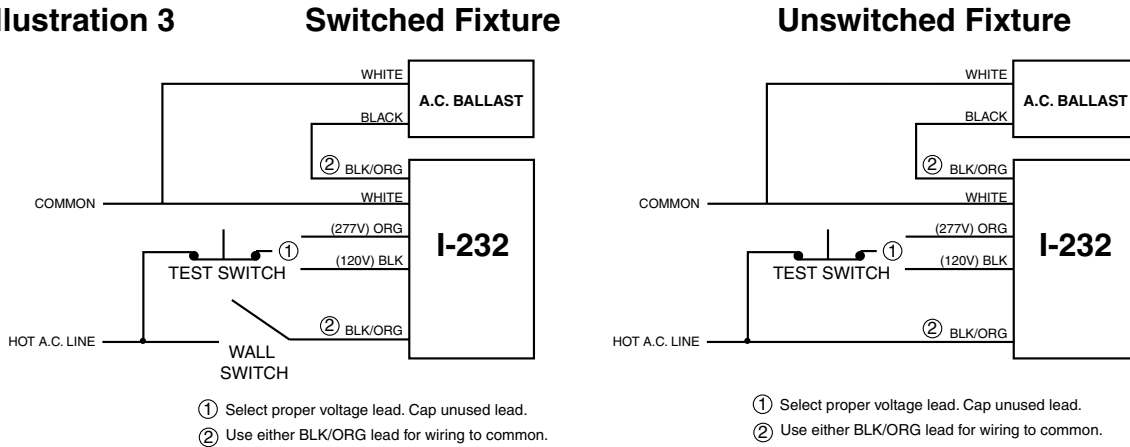 llustration 3
Switched Fixture
WHITE
A.C. BALLAST
BLACK
② BLK/ORG
COMMON
WHITE
(277V) ORG
①
I-232
TEST SWITCH
(120V) BLK
② BLK/ORG
HOT A.C. LINE
WALL
SWITCH
① Select proper voltage lead. Cap unused lead.
② Use either BLK/ORG lead for wiring to common.
Unswitched Fixture
WHITE
A.C. BALLAST
BLACK
② BLK/ORG
COMMON
WHITE
(277V) ORG
①
I-232
TEST SWITCH
(120V) BLK
② BLK/ORG
HOT A.C. LINE
① Select proper voltage lead. Cap unused lead.
② Use either BLK/ORG lead for wiring to common.